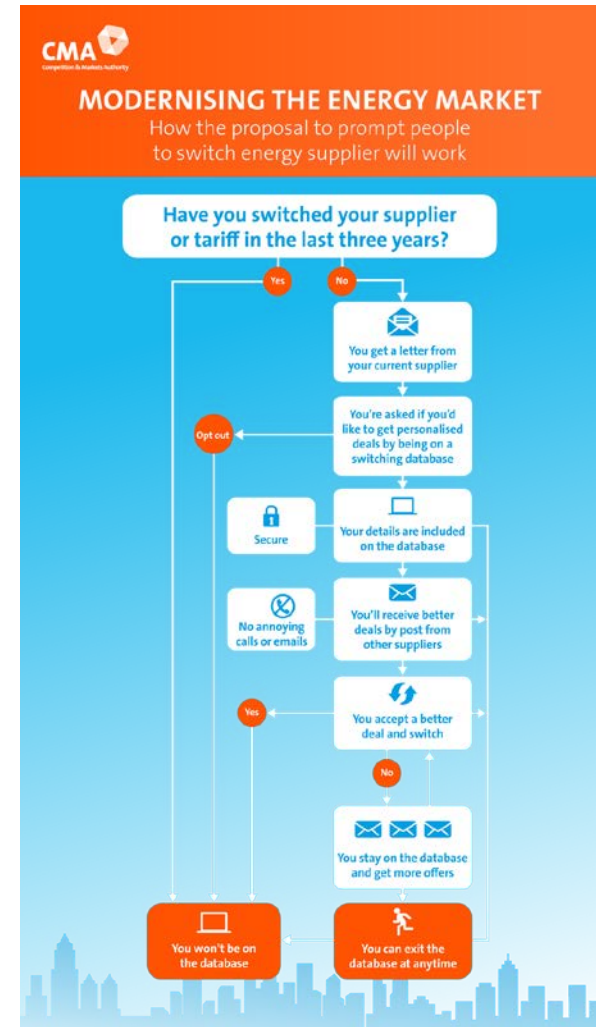 CMA
Competition & Markets Authority
MODERNISING THE ENERGY MARKET
How the proposal to prompt people
to switch energy supplier will work
Have you switched your supplier
or tariff in the last three years?
Yes
No
You get a letter from
your current supplier
Opt out
You're asked if you'd
like to get personalised
deals by being on a
switching database
Secure
Your details are included
on the database
No annoying
calls or emails
You'll receive better
deals by post from
other suppliers
Yes
You accept a better
deal and switch
No
You stay on the database
and get more offers
You won't be on
the database
You can exit the
database at anytime